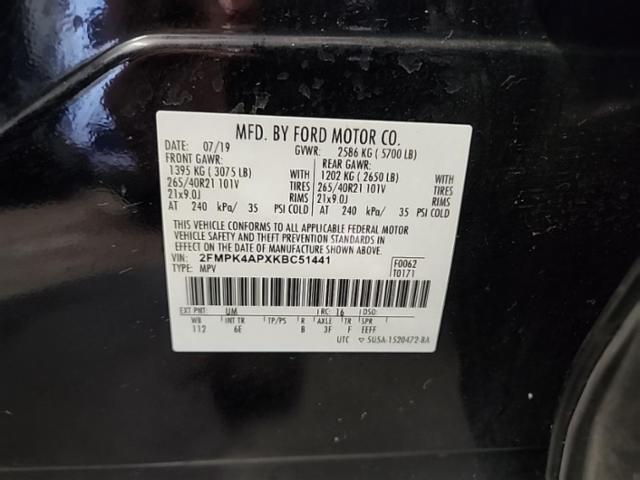 MFD. BY FORD MOTOR CO.
DATE: 07/19 GVWR: 2586 KG ( 5700 LB)
FRONT GAWR: REAR GAWR:
1395 KG ( 3075 LB) 1202 KG ( 2650 LB)
265/40R21 101V TIRES 265/40R21 101V TIRES
21x9.0J RIMS 21x9.0J RIMS
AT 240 kPa/ 35 PSI COLD AT 240 kPa/ 35 PSI COLD
THIS VEHICLE CONFORMS TO ALL APPLICABLE FEDERAL MOTOR
VEHICLE SAFETY AND THEFT PREVENTION STANDARDS IN
EFFECT ON THE DATE OF MANUFACTURE SHOWN ABOVE.
VIN: 2FMPK4APXKBC51441 F0062
TYPE: MPV T0171
EXT PNT: UM RC: 16 DSO:
WB INT TR TP/PS R AXLE TR SPR
112 6E B 3F F EEFF
UTC ▽ 5U5A-1520472-BA